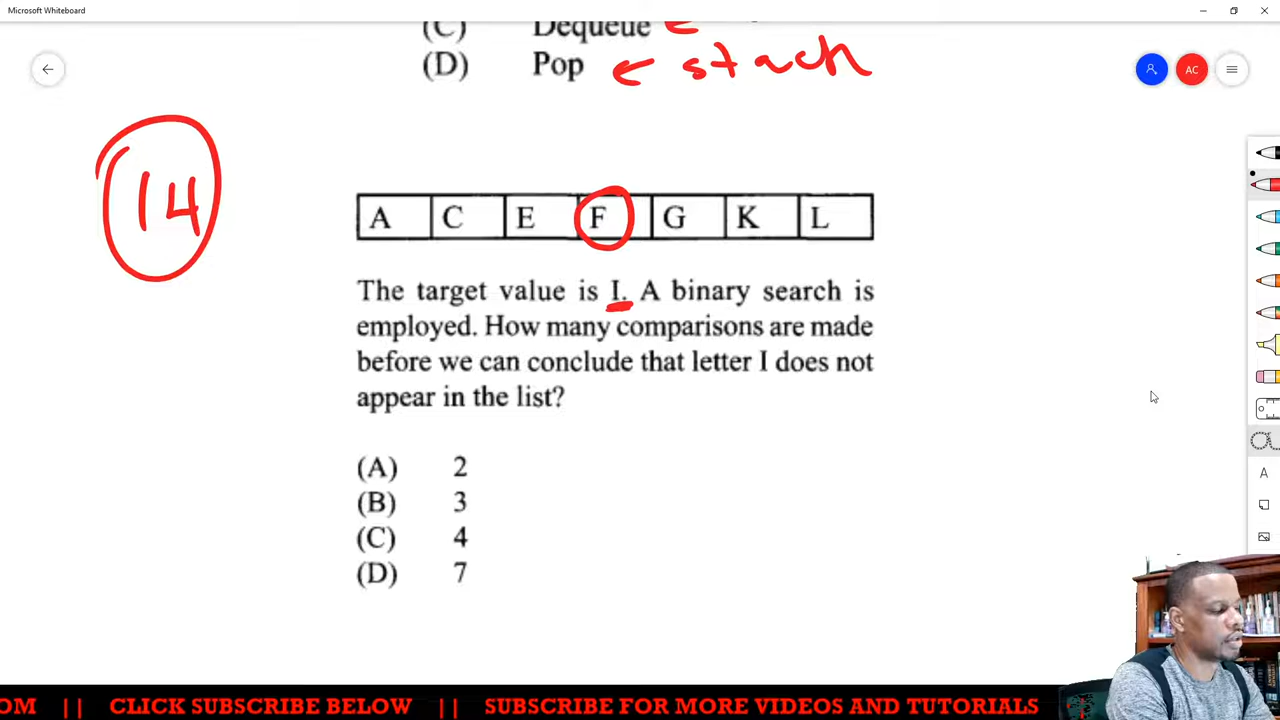 Microsoft Whiteboard
(C) Dequeue
(D) Pop ← stack
AC
14
A C E F G K L
The target value is I. A binary search is
employed. How many comparisons are made
before we can conclude that letter I does not
appear in the list?
(A) 2
(B) 3
(C) 4
(D) 7
A
OM || CLICK SUBSCRIBE BELOW || SUBSCRIBE FOR MORE VIDEOS AND TUTORIALS